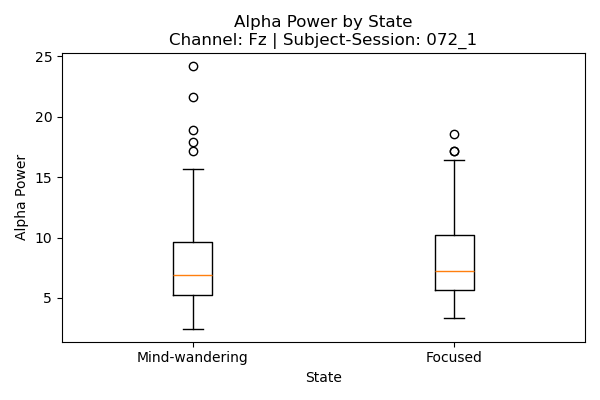 Alpha Power by State
Channel: Fz | Subject-Session: 072_1
Alpha Power
25
20
15
10
5
Mind-wandering
Focused
State